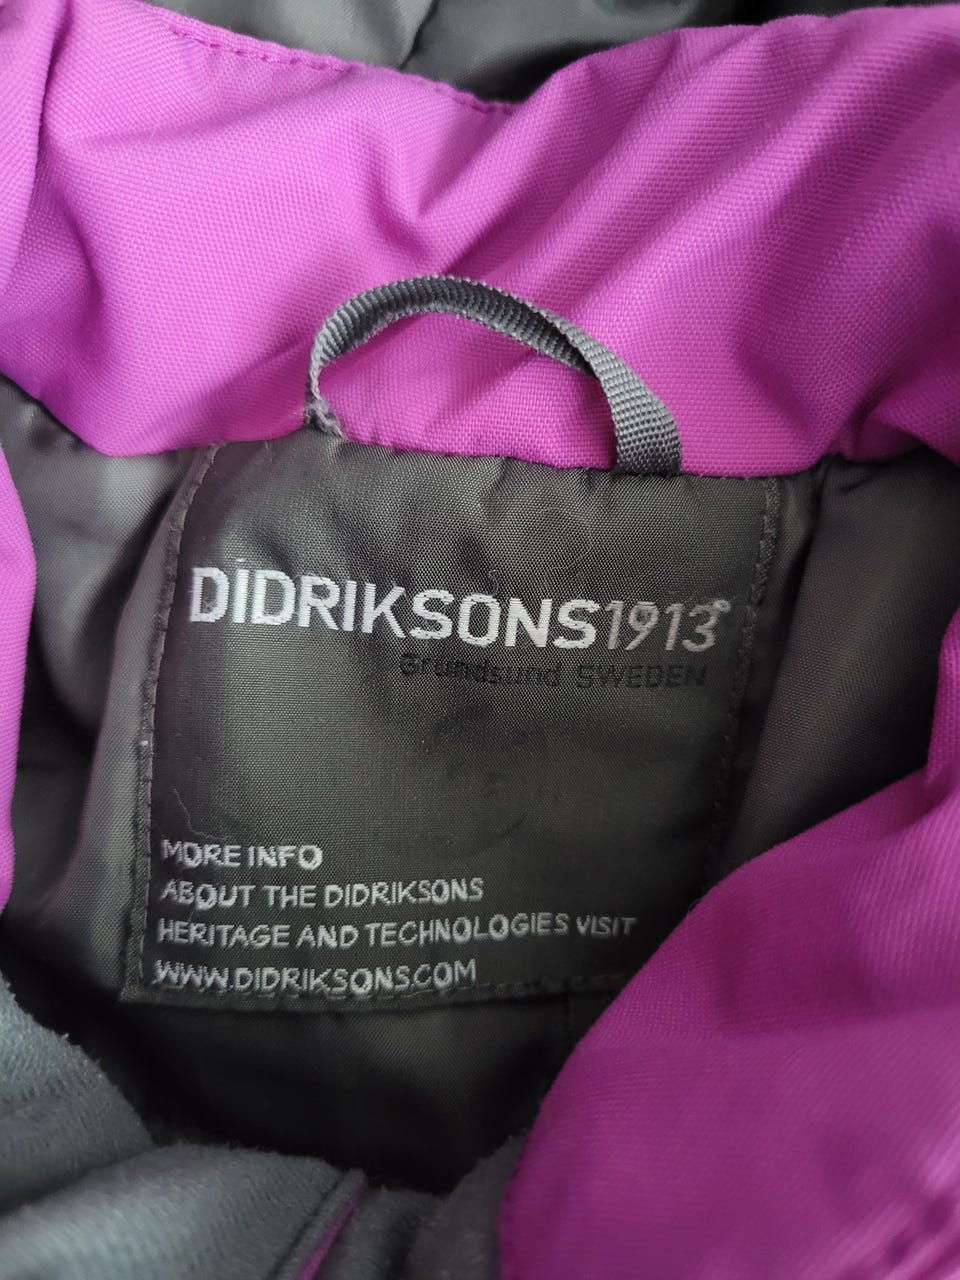 DIDRIKSONS1913°
Grundsund SWEDEN
MORE INFO
ABOUT THE DIDRIKSONS
HERITAGE AND TECHNOLOGIES VISIT
WWW.DIDRIKSONS.COM